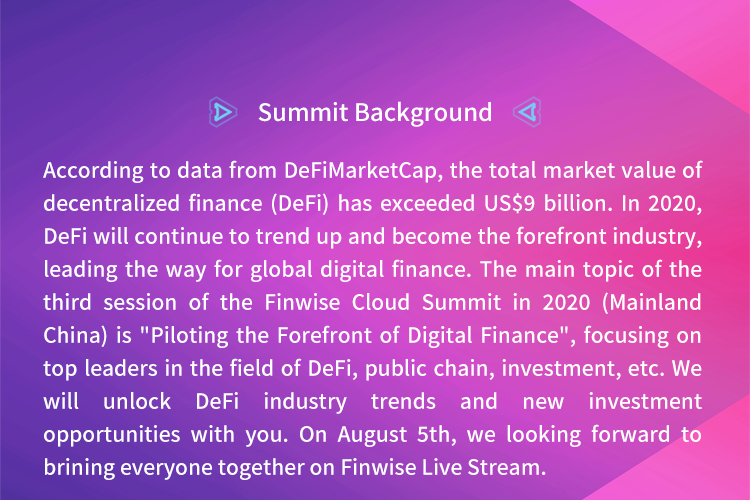 Summit Background
According to data from DeFiMarketCap, the total market value of
decentralized finance (DeFi) has exceeded US$9 billion. In 2020,
DeFi will continue to trend up and become the forefront industry,
leading the way for global digital finance. The main topic of the
third session of the Finwise Cloud Summit in 2020 (Mainland
China) is "Piloting the Forefront of Digital Finance", focusing on
top leaders in the field of DeFi, public chain, investment, etc. We
will unlock DeFi industry trends and new investment
opportunities with you. On August 5th, we looking forward to
brining everyone together on Finwise Live Stream.